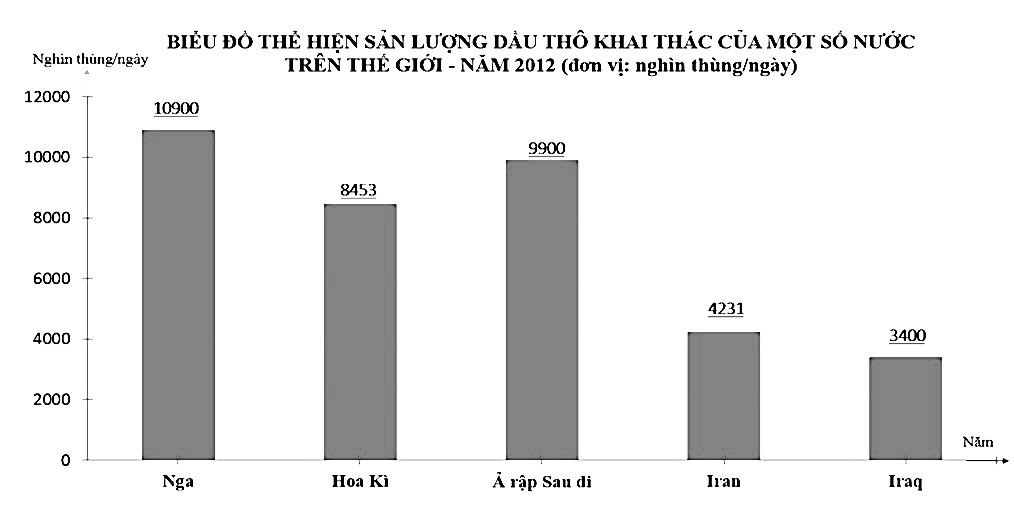 BIỂU ĐỒ THỂ HIỆN SẢN LƯỢNG DẦU THÔ KHAI THÁC CỦA MỘT SỐ NƯỚC
TRÊN THẾ GIỚI - NĂM 2012 (đơn vị: nghìn thùng/ngày)
Nghìn thùng/ngày
12000
10000
8000
6000
4000
2000
0
10900
8453
9900
4231
3400
Năm
Nga Hoa Kì Ả rập Sau di Iran Iraq